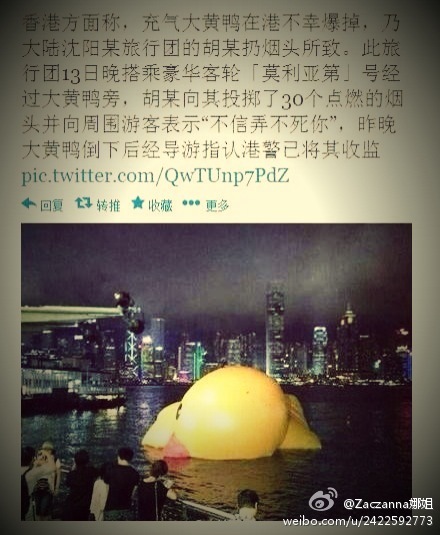 香港方面称，充气大黄鸭在港不幸爆掉，乃
大陆沈阳某旅行团的胡某扔烟头所致。此旅
行团13日晚搭乘豪华客轮「莫利亚第」号经
过大黄鸭旁，胡某向其投掷了30个点燃的烟
头并向周围游客表示“不信弄不死你”，昨晚
大黄鸭倒下后经导游指认港警已将其收监
pic.twitter.com/QwTUnp7PdZ
回复 转推 收藏 更多
@Zaczanna娜姐
weibo.com/u/2422592773